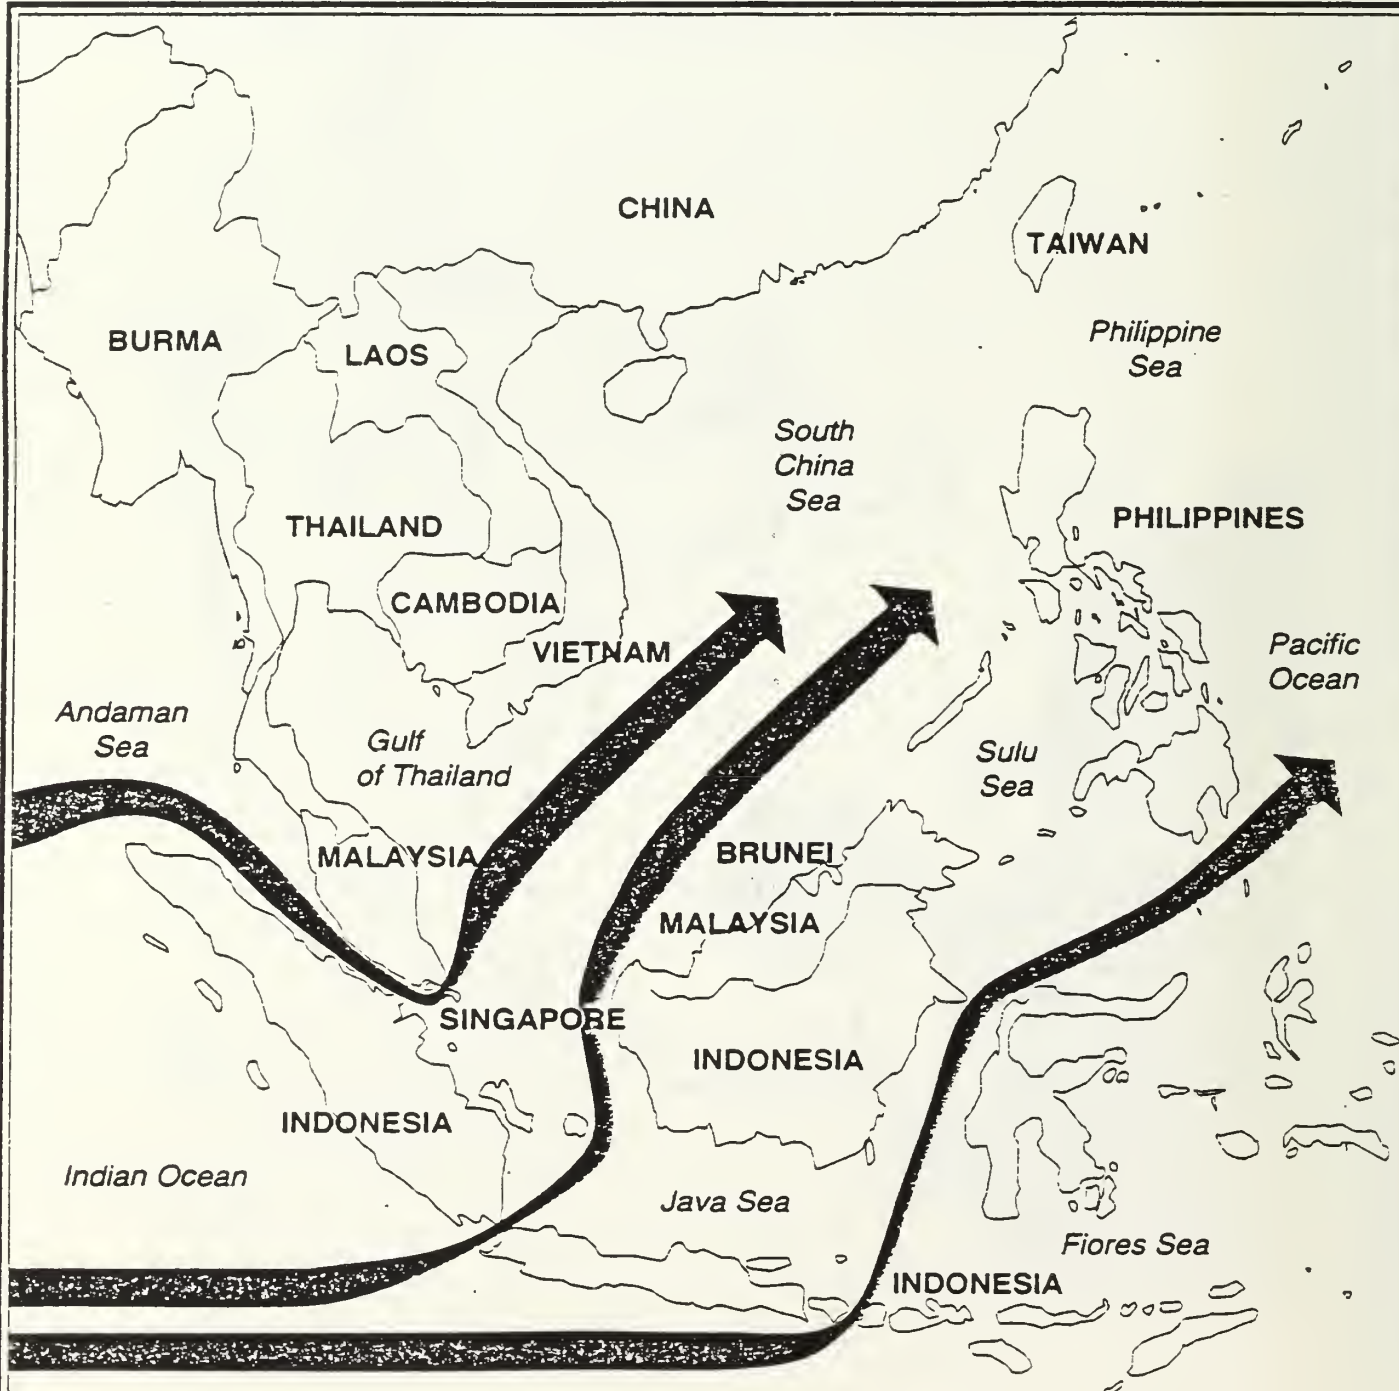 CHINA
TAIWAN
Philippine
Sea
BURMA
LAOS
South
China
Sea
THAILAND
PHILIPPINES
CAMBODIA
VIETNAM
Pacific
Ocean
Andaman
Sea
Gulf
of Thailand
Sulu
Sea
MALAYSIA
BRUNEI
MALAYSIA
SINGAPORE
INDONESIA
INDONESIA
Indian Ocean
Java Sea
Fiores Sea
INDONESIA